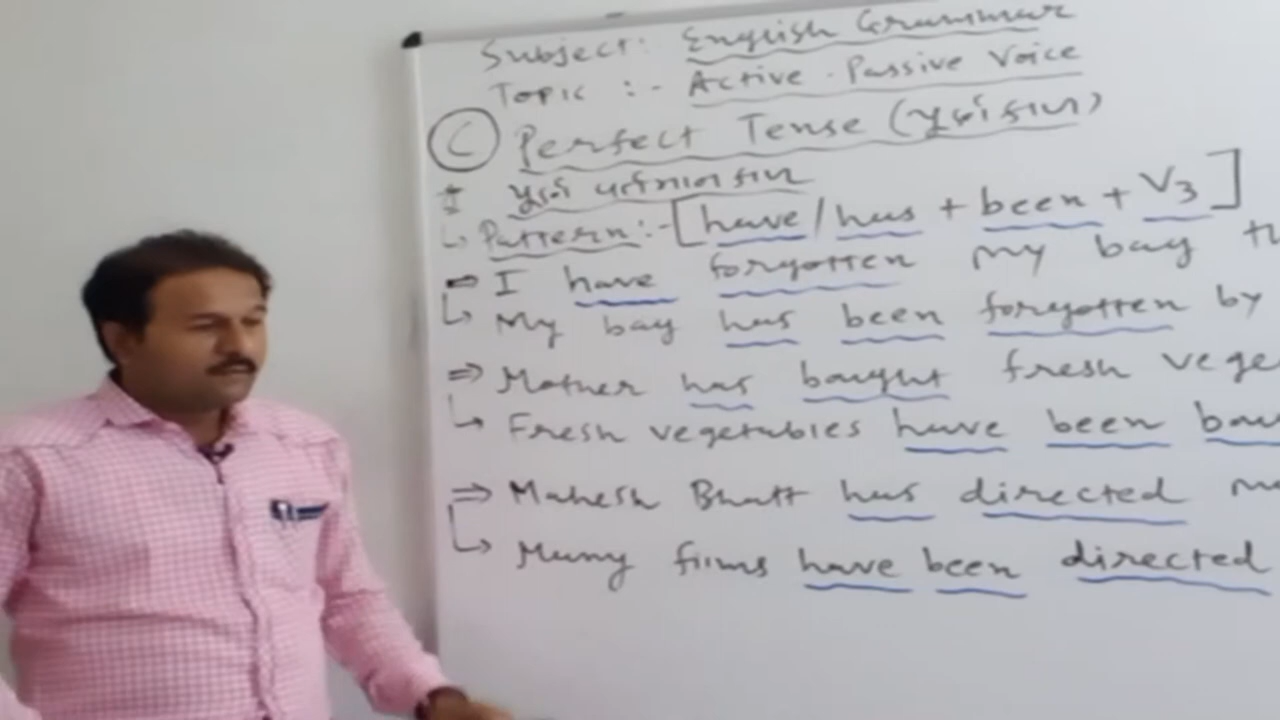 Subject: English Grammar
Topic :- Active - Passive Voice
C Perfect Tense (પૂર્ણકાળ)
I પૂર્ણ વર્તમાન કાળ
↳ Pattern:- [have/has + been + V3]
⇒ I have forgotten my bag
↳ My bag has been forgotten by
⇒ Mother has bought fresh
↳ Fresh vegetables have been
⇒ Mahesh Bhatt has directed
↳ Many films have been directed